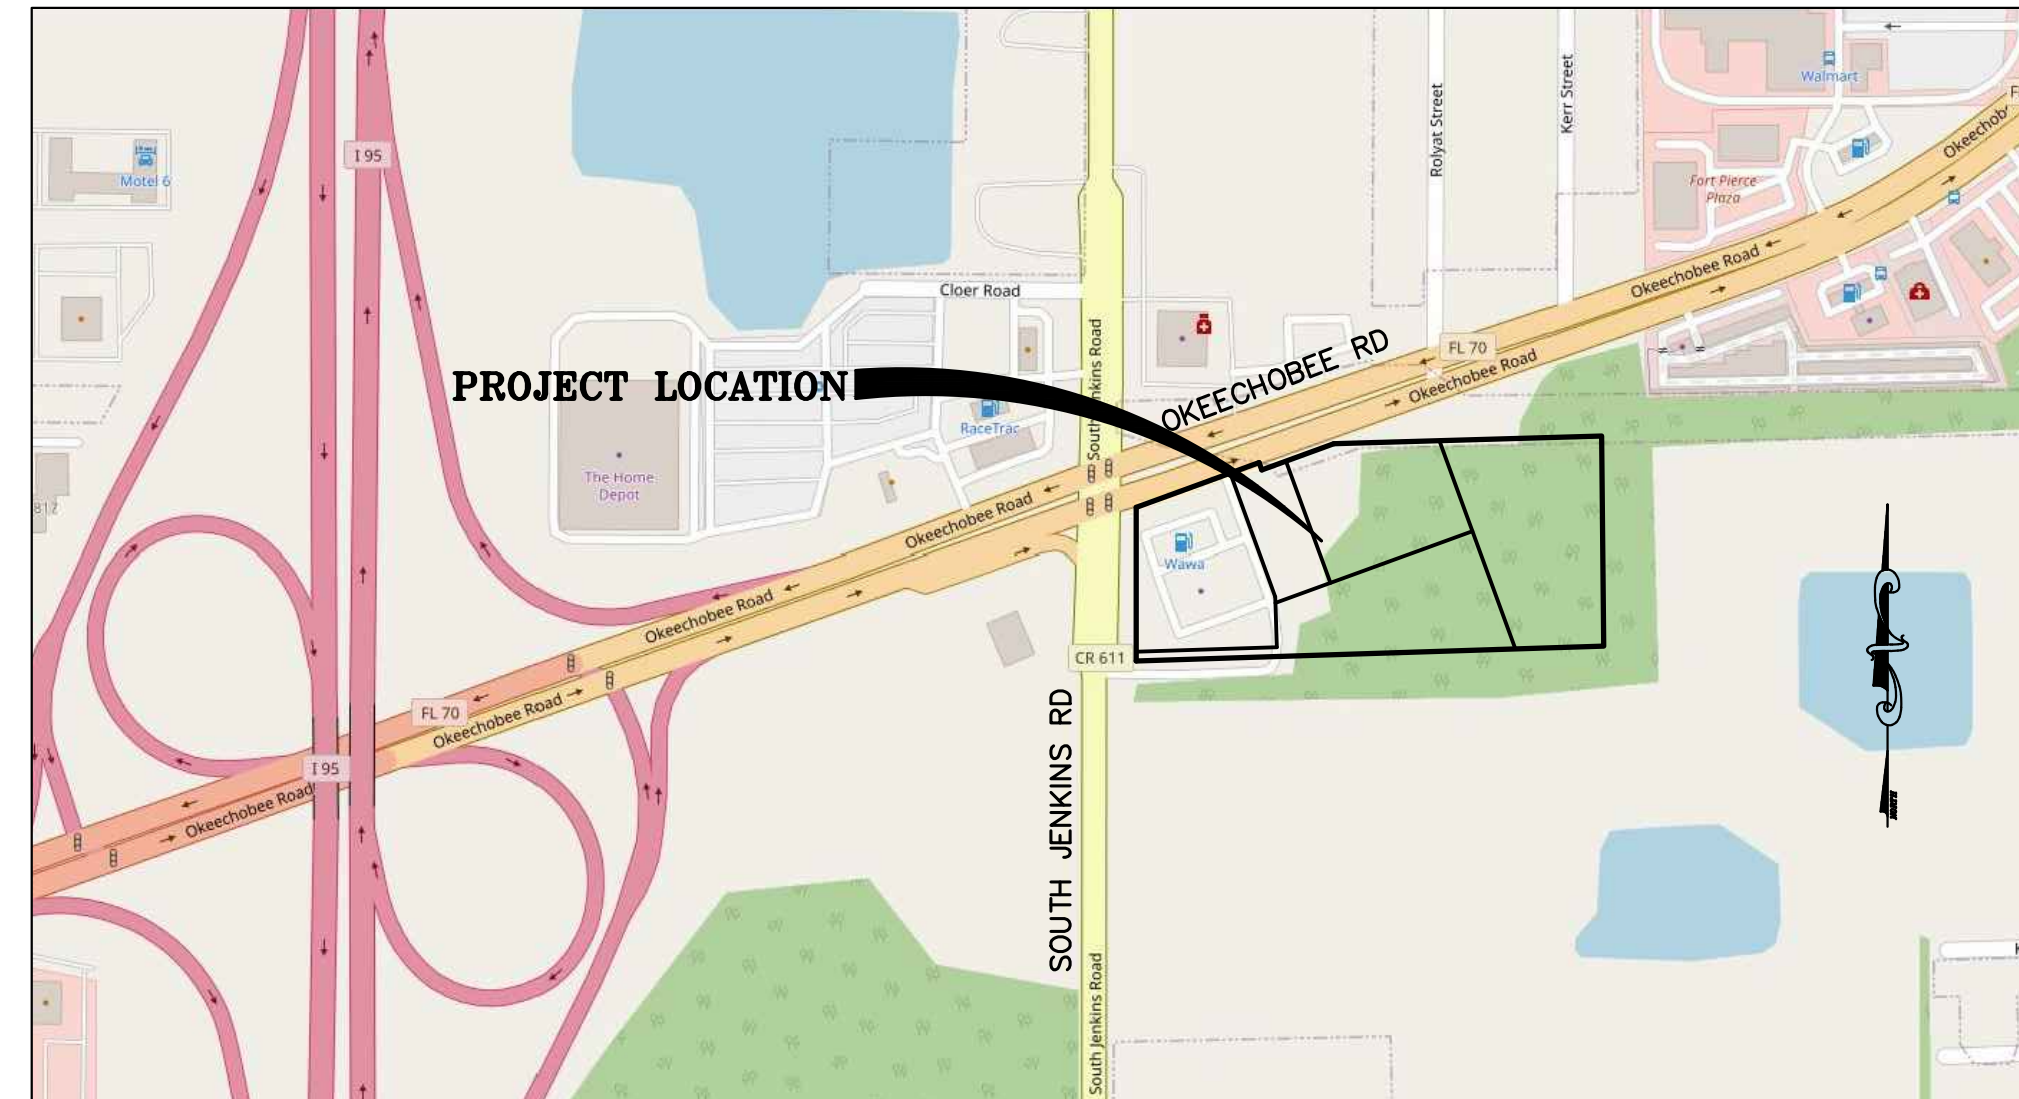 Walmart
Kerr Street
Rolyat Street
Okeechob
I 95
Motel 6
Fort Pierce
Plaza
Okeechobee Road
Cloer Road
South Jenkins Road
OKEECHOBEE RD
FL 70
Okeechobee Road
PROJECT LOCATION
RaceTrac
The Home
Depot
817
Okeechobee Road
Wawa
Okeechobee Road
CR 611
FL 70
Okeechobee Road
SOUTH JENKINS RD
I 95
Okeechobee Road
South Jenkins Road